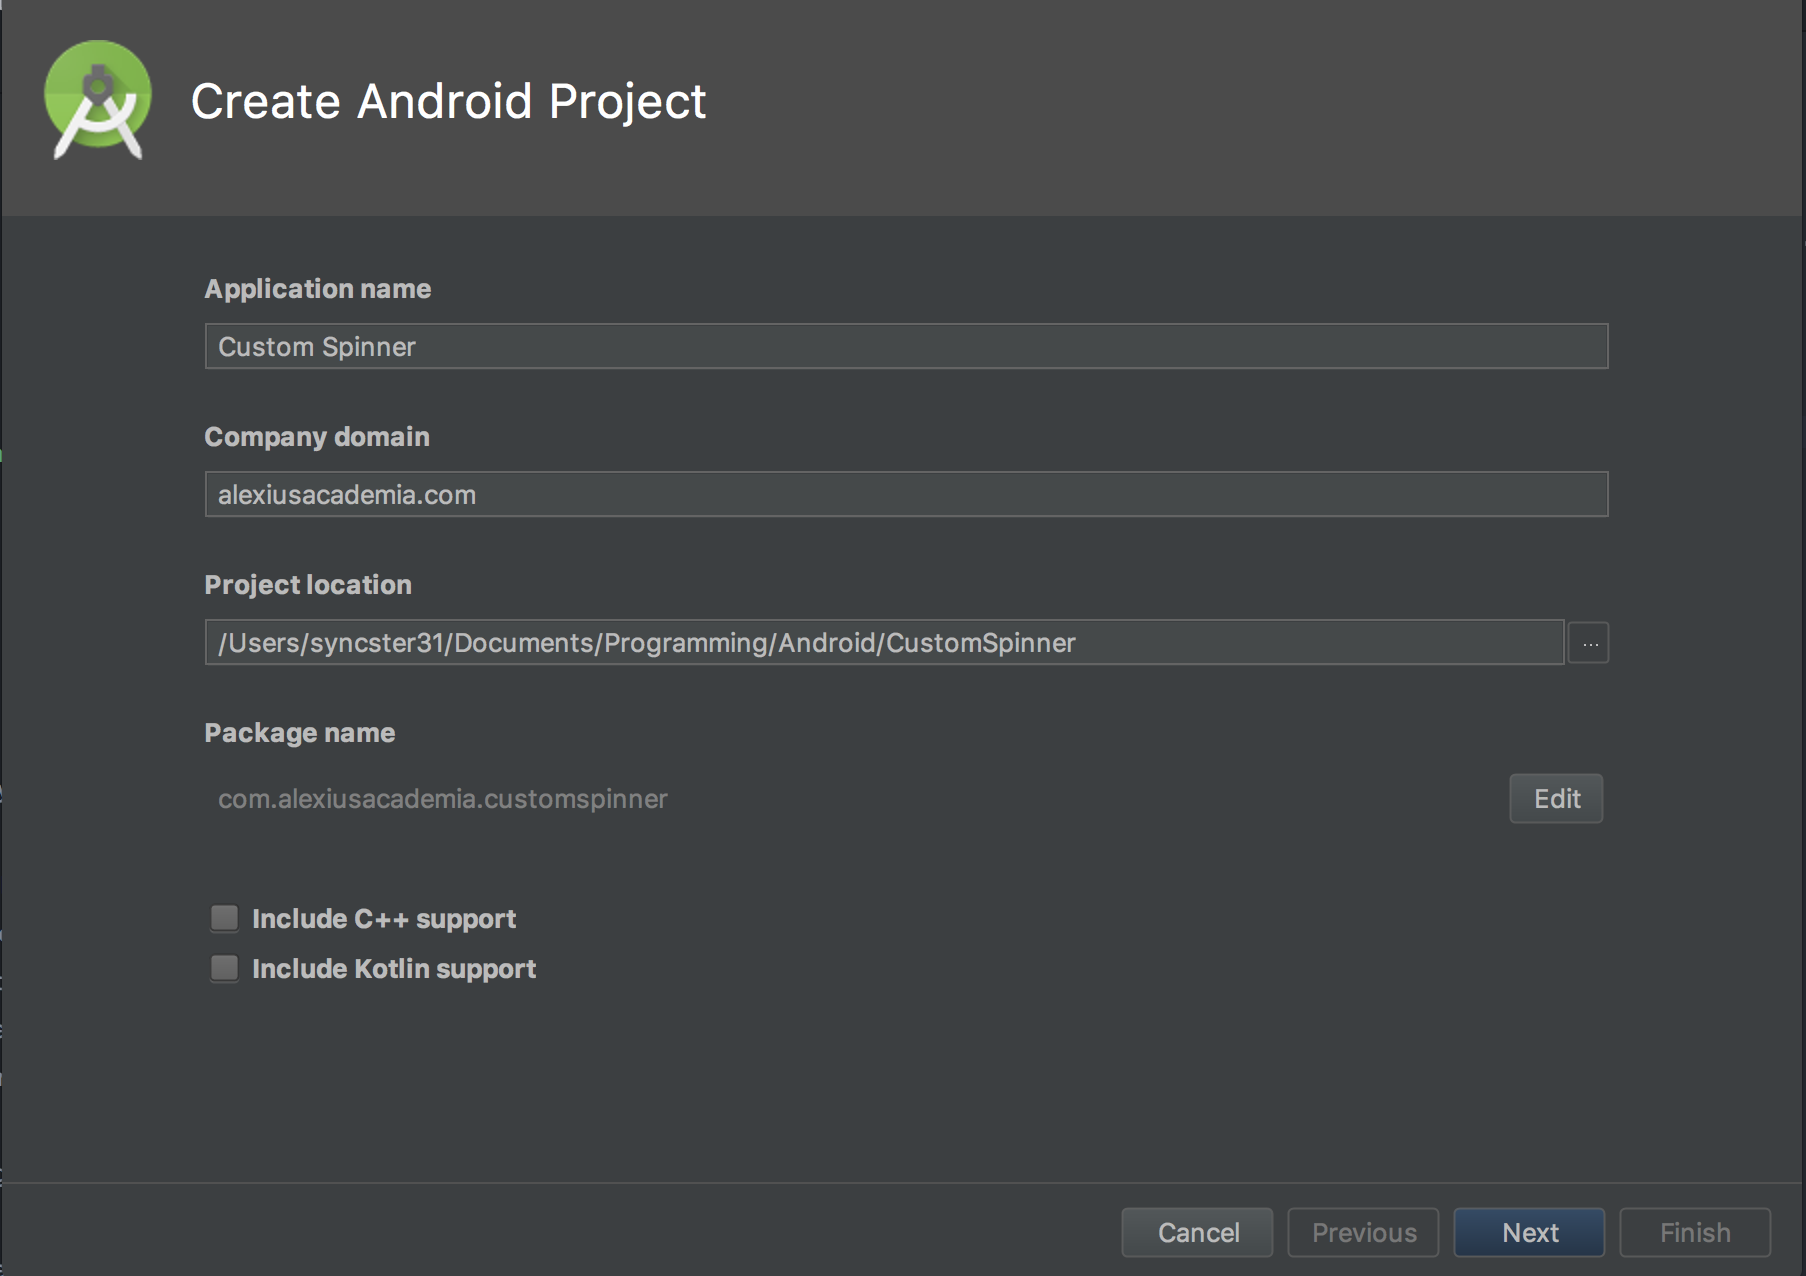 Create Android Project
Application name
Custom Spinner
Company domain
alexiusacademia.com
Project location
/Users/syncster31/Documents/Programming/Android/CustomSpinner
...
Package name
com.alexiusacademia.customspinner
Edit
Include C++ support
Include Kotlin support
Cancel Previous Next Finish